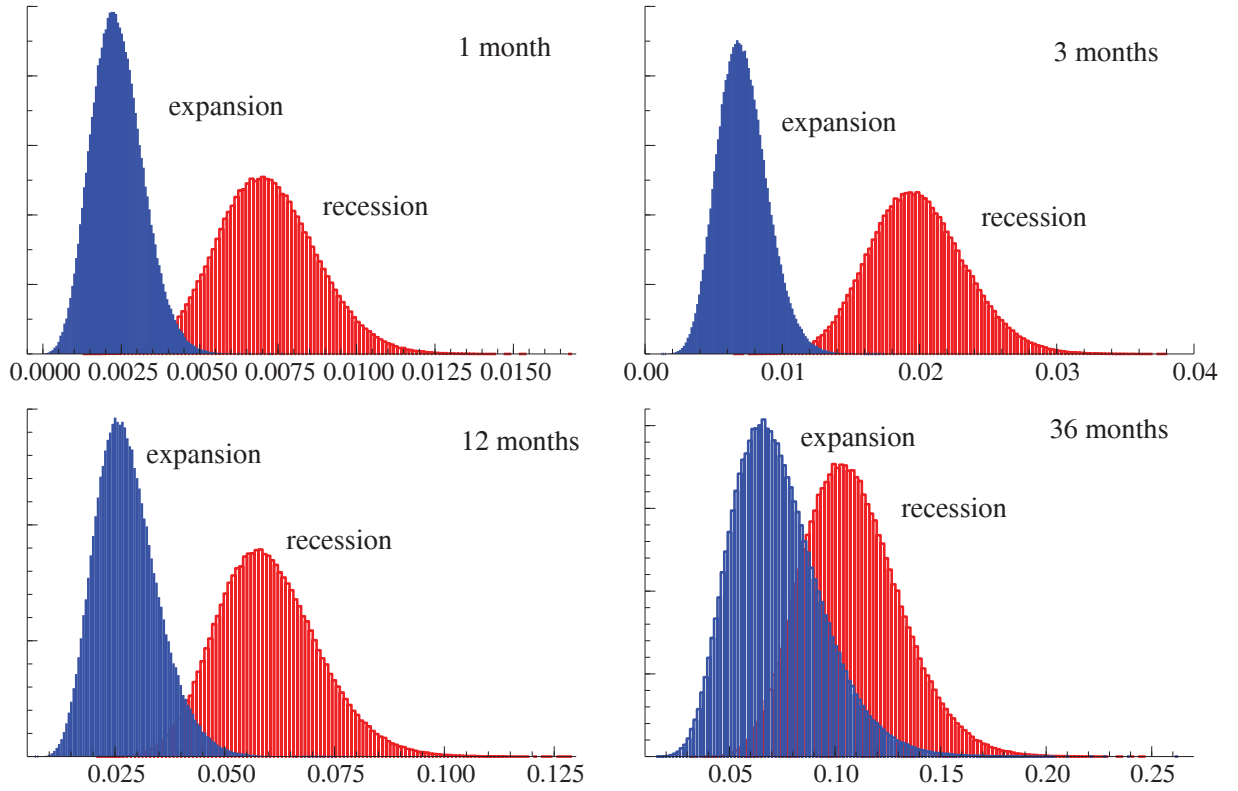 1 month
expansion
recession
0.0000 0.0025 0.0050 0.0075 0.0100 0.0125 0.0150
3 months
expansion
recession
0.00 0.01 0.02 0.03 0.04
12 months
expansion
recession
0.025 0.050 0.075 0.100 0.125
36 months
expansion
recession
0.05 0.10 0.15 0.20 0.25